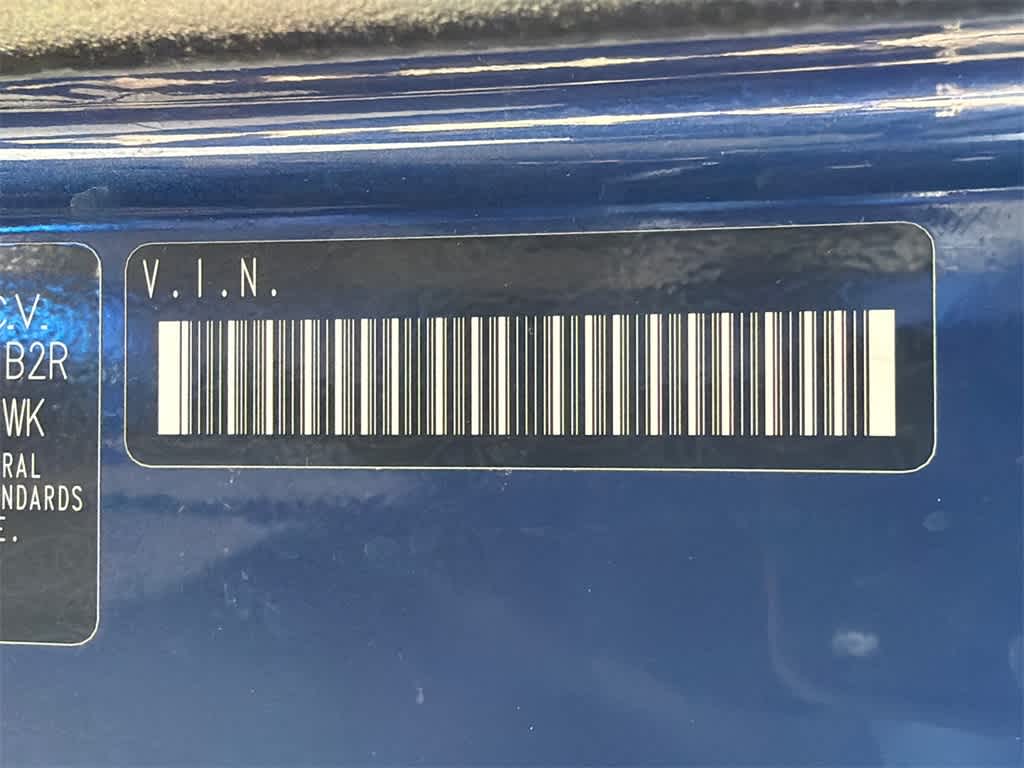 C.V.
B2R
WK
RAL
NDARDS
E.
V.I.N.